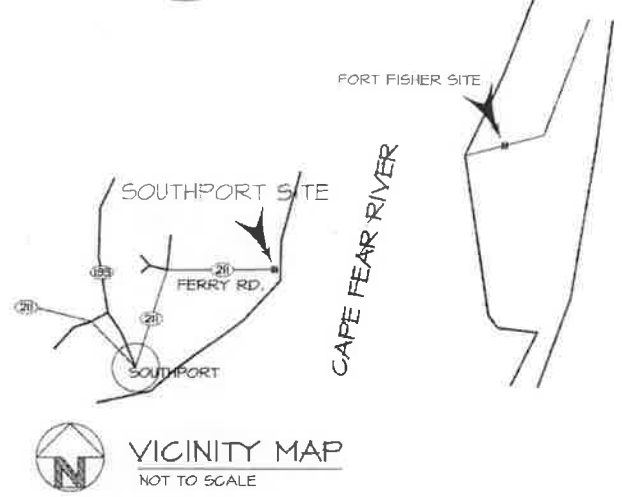 FORT FISHER SITE
SOUTHPORT SITE
CAPE FEAR RIVER
211
FERRY RD.
211
211
SOUTHPORT
N
VICINITY MAP
NOT TO SCALE